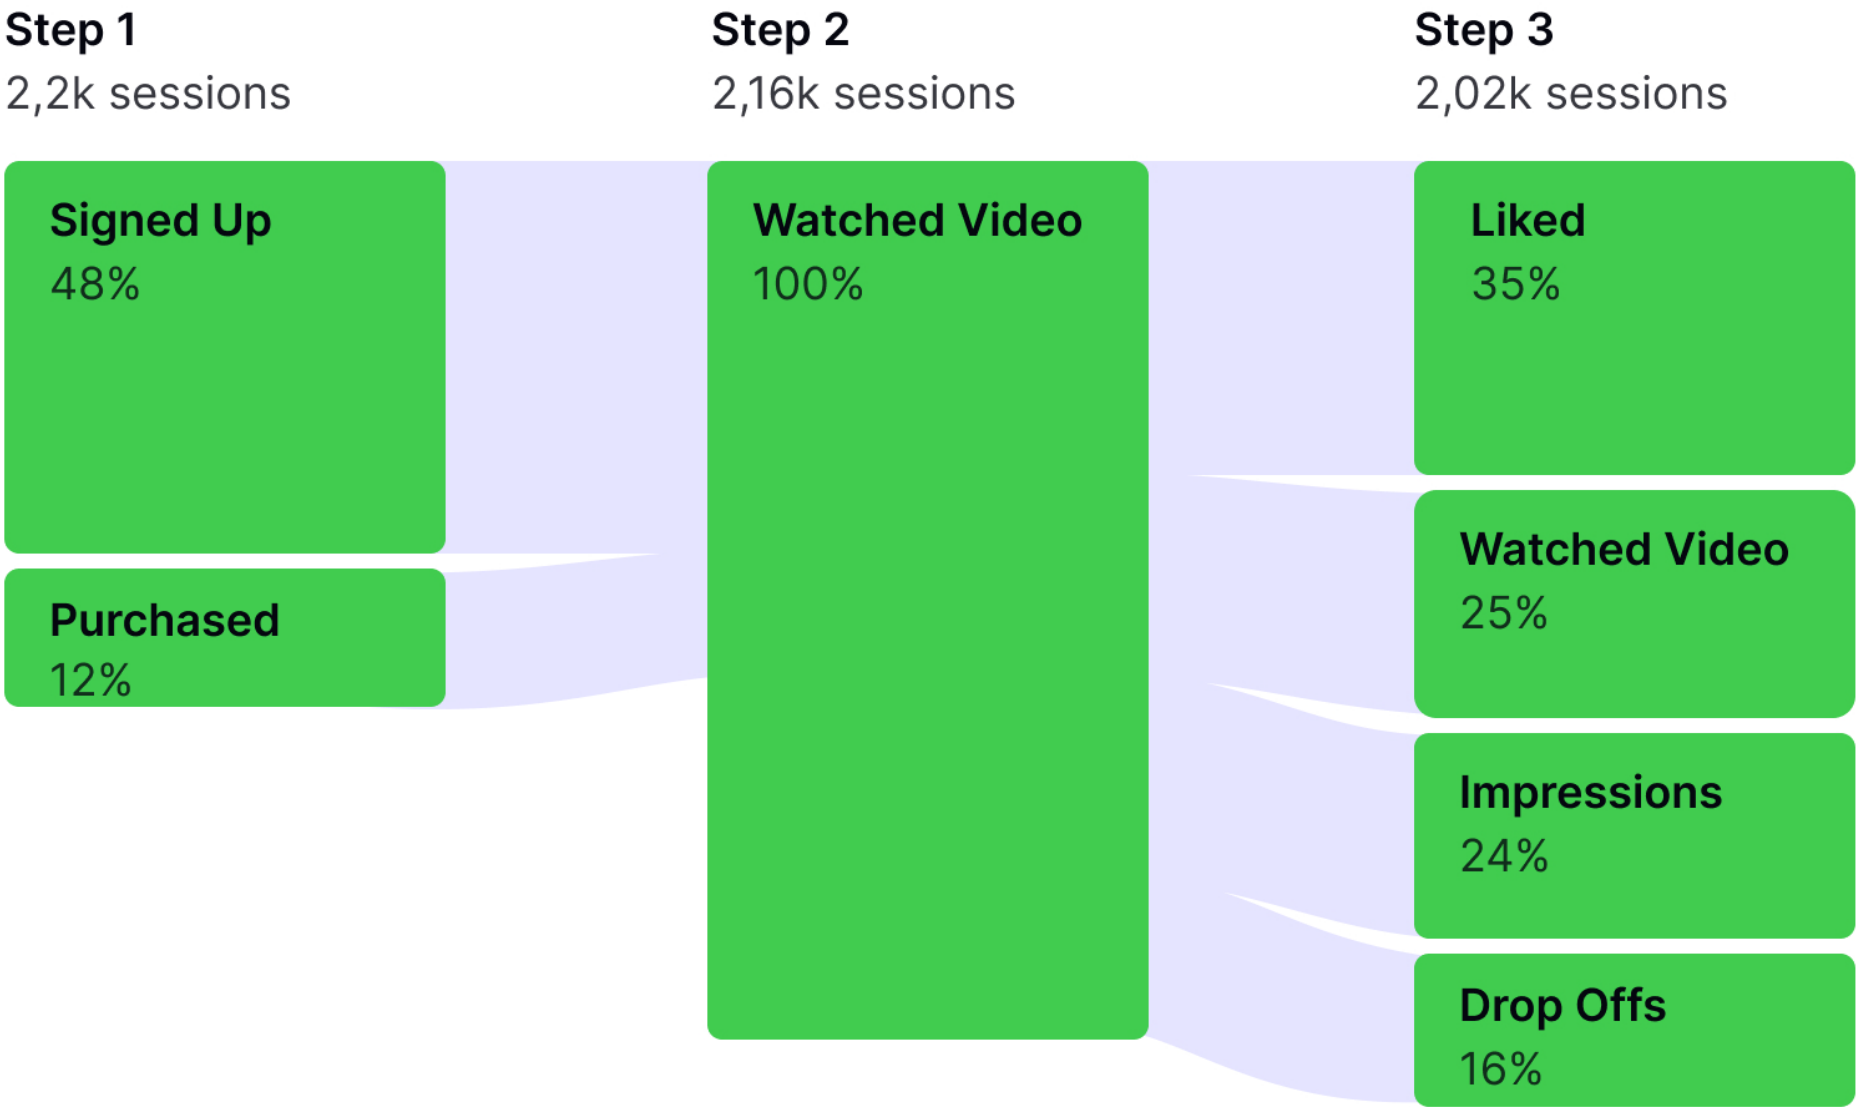 Step 1
2,2k sessions
Signed Up
48%
Purchased
12%
Step 2
2,16k sessions
Watched Video
100%
Step 3
2,02k sessions
Liked
35%
Watched Video
25%
Impressions
24%
Drop Offs
16%